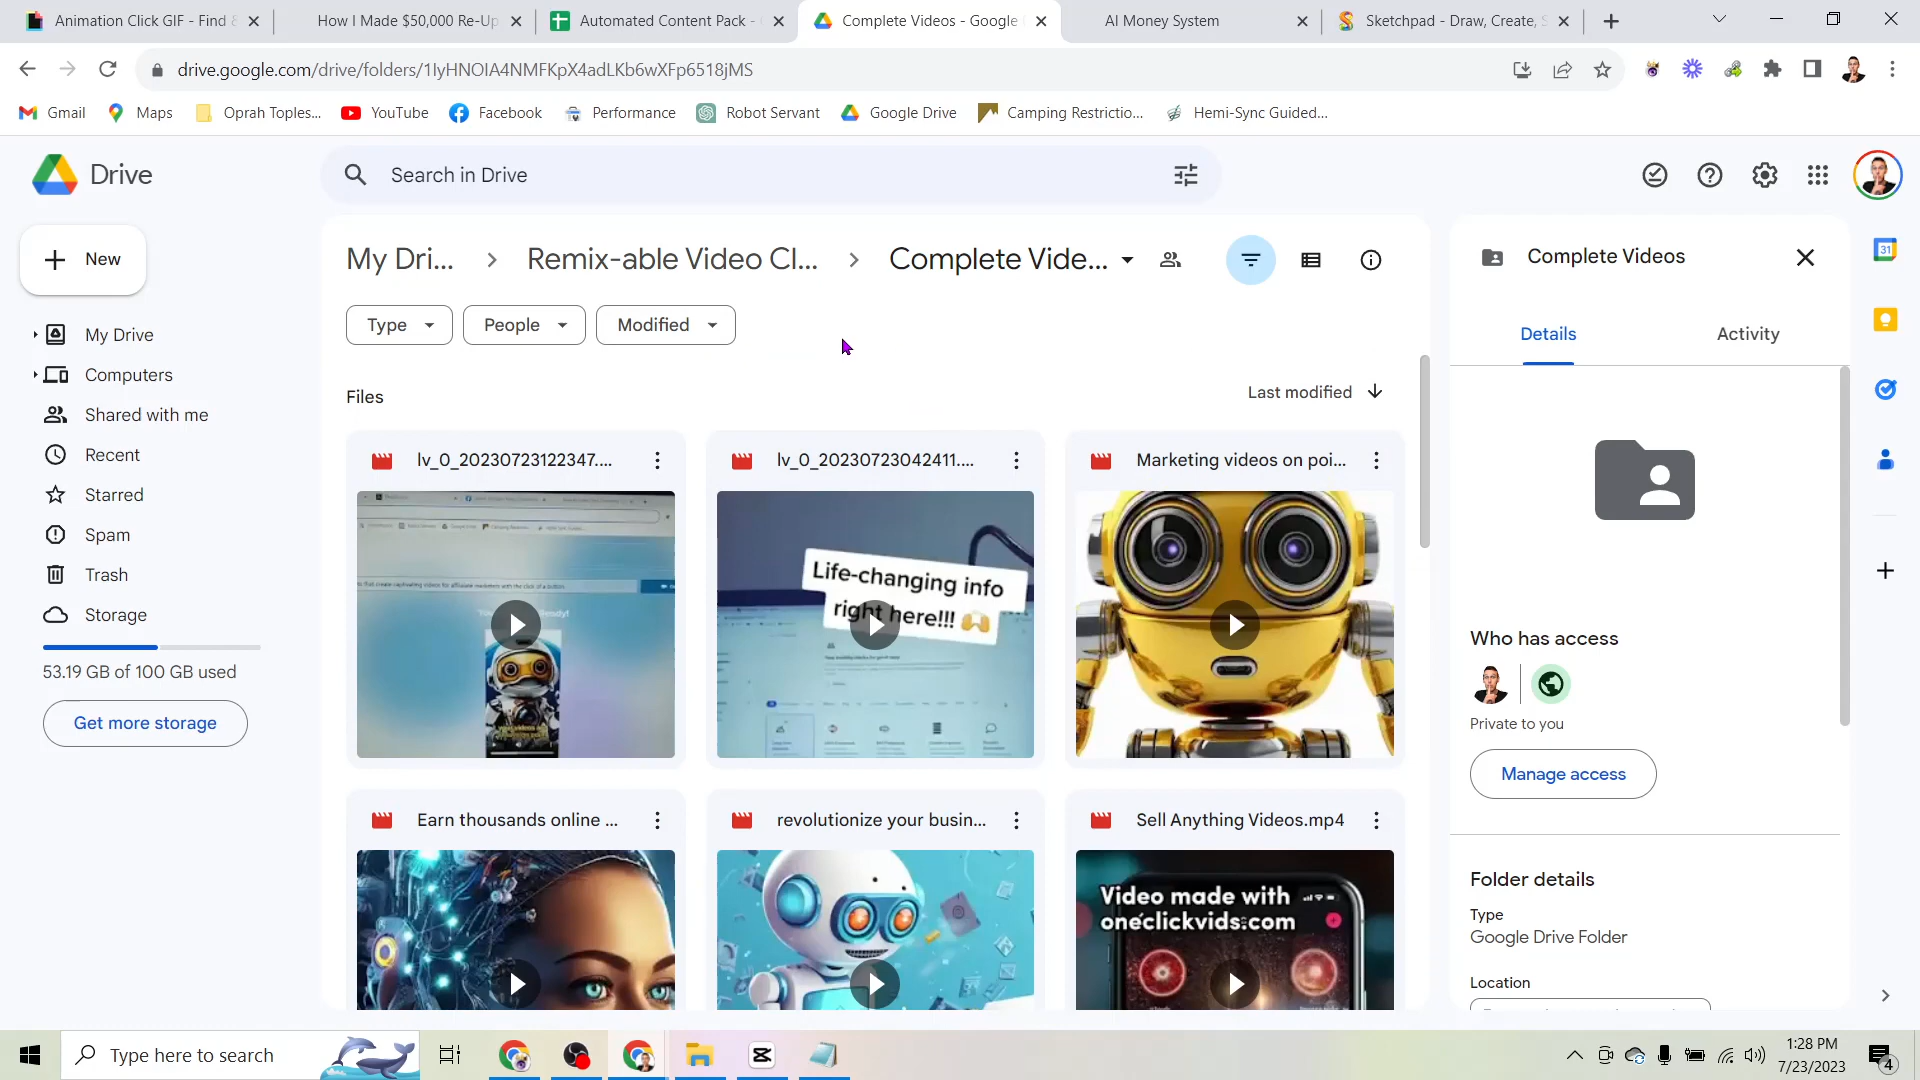 Animation Click GIF - Find &
How I Made $50,000 Re-Up
Automated Content Pack -
Complete Videos - Google
AI Money System
Sketchpad - Draw, Create, S
drive.google.com/drive/folders/1IyHNOIA4NMFKpX4adLKb6wXFp6518jMS
Gmail
Maps
Oprah Toples...
YouTube
Facebook
Performance
Robot Servant
Google Drive
Camping Restrictio...
Hemi-Sync Guided...
Drive
Search in Drive
New
My Drive
Computers
Shared with me
Recent
Starred
Spam
Trash
Storage
53.19 GB of 100 GB used
Get more storage
My Dri... > Remix-able Video Cl... > Complete Vide...
Type
People
Modified
Files
Last modified
lv_0_20230723122347....
lv_0_20230723042411....
Marketing videos on poi...
Life-changing info
right here!!! 🙌
Earn thousands online ...
revolutionize your busin...
Sell Anything Videos.mp4
Video made with
oneclickvids.com
Complete Videos
Details
Activity
Who has access
Private to you
Manage access
Folder details
Type
Google Drive Folder
Location
31
Type here to search
1:28 PM
7/23/2023
4